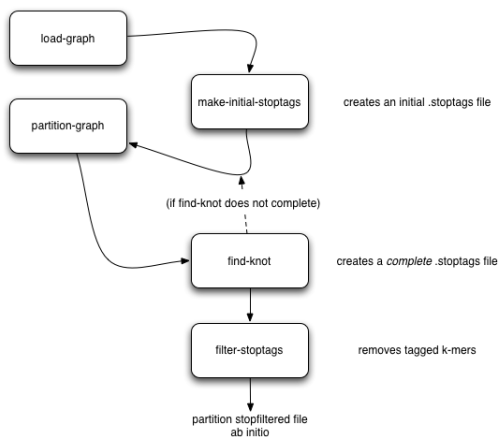 load-graph
make-initial-stoptags
creates an initial .stoptags file
partition-graph
(if find-knot does not complete)
find-knot
creates a complete .stoptags file
filter-stoptags
removes tagged k-mers
partition stopfiltered file
ab initio